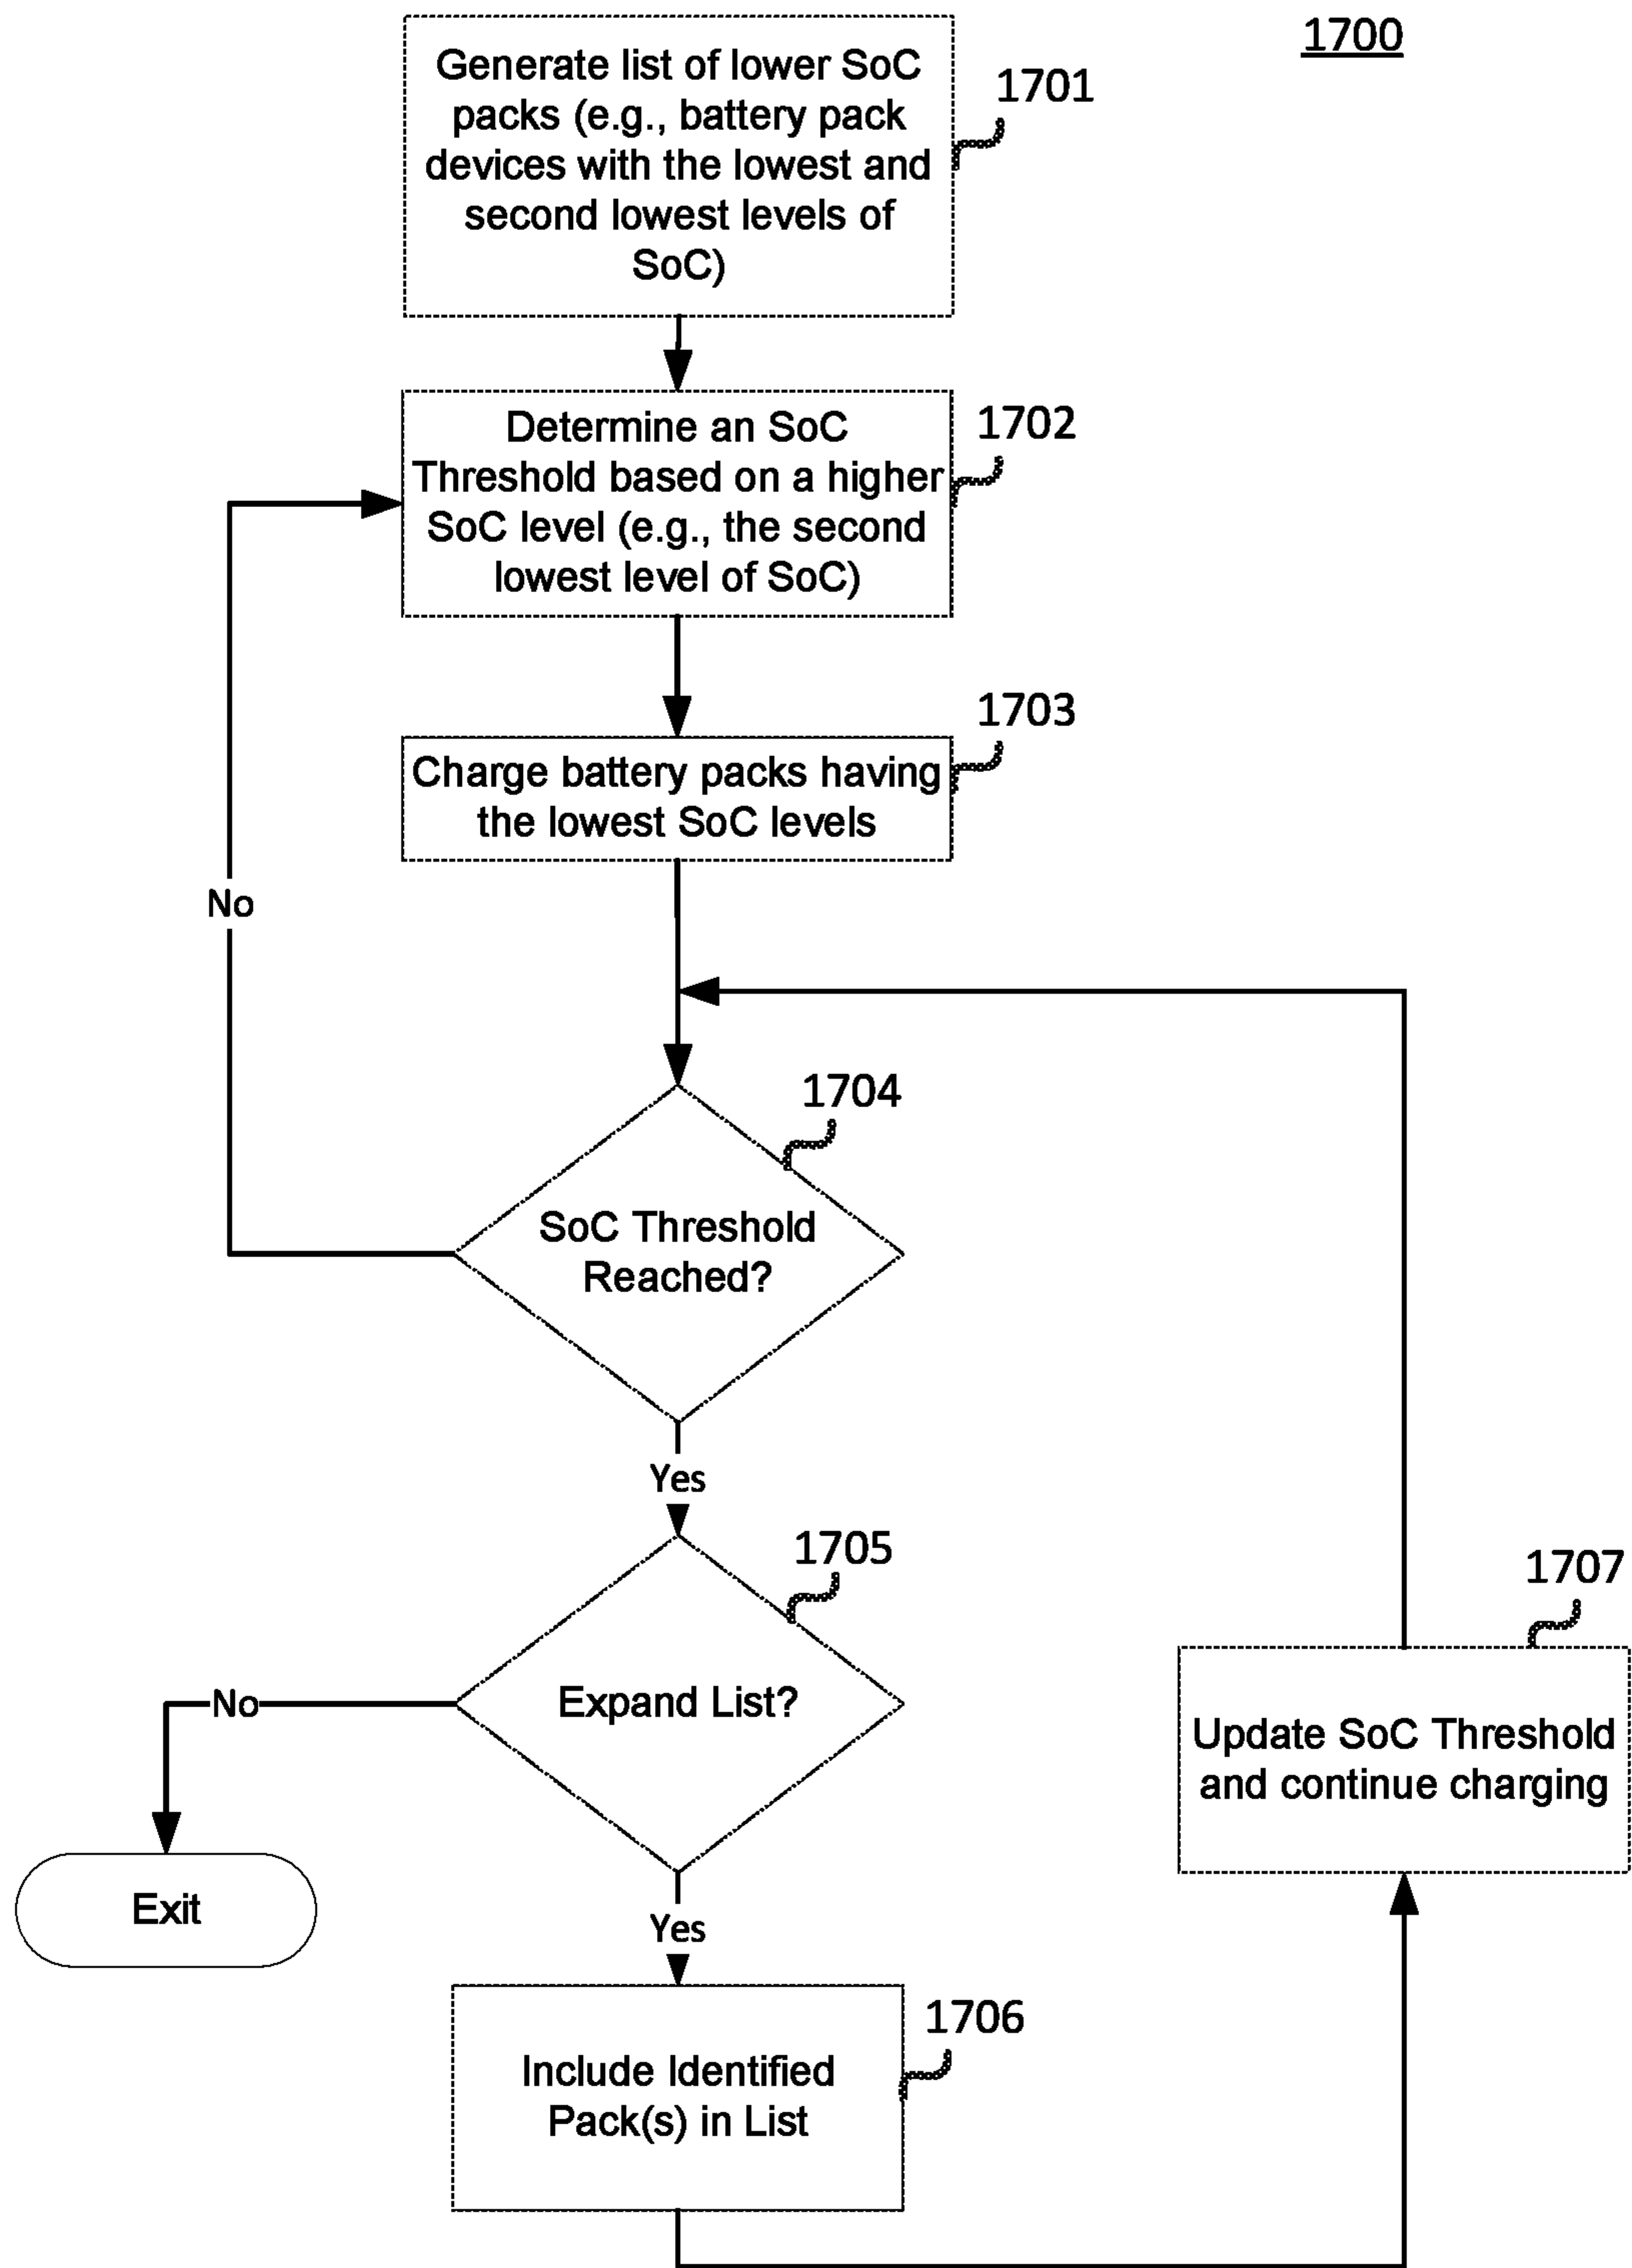 1700
Generate list of lower SoC
packs (e.g., battery pack
devices with the lowest and
second lowest levels of
SoC)
1701
Determine an SoC
Threshold based on a higher
SoC level (e.g., the second
lowest level of SoC)
1702
Charge battery packs having
the lowest SoC levels
1703
No
1704
SoC Threshold
Reached?
Yes
1705
Expand List?
No
Exit
Yes
1706
Include Identified
Pack(s) in List
1707
Update SoC Threshold
and continue charging